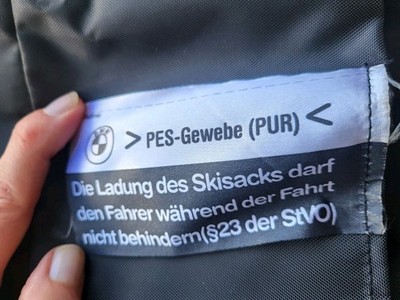 > PES-Gewebe (PUR) <
Die Ladung des Skisacks darf
den Fahrer während der Fahrt
nicht behindern(§23 der StVO)